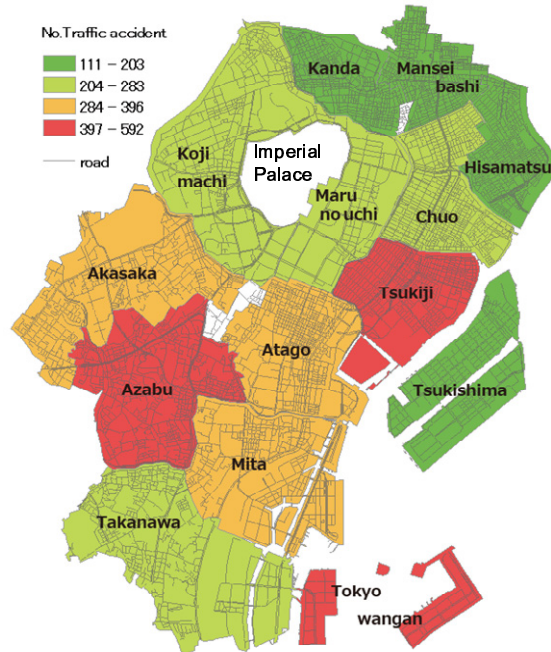 No.Traffic accident
111 – 203
204 – 283
284 – 396
397 – 592
road
Kanda
Mansei
bashi
Koji
machi
Imperial
Palace
Maru
no uchi
Hisamatsu
Chuo
Akasaka
Tsukiji
Atago
Azabu
Tsukishima
Mita
Takanawa
Tokyo
wangan